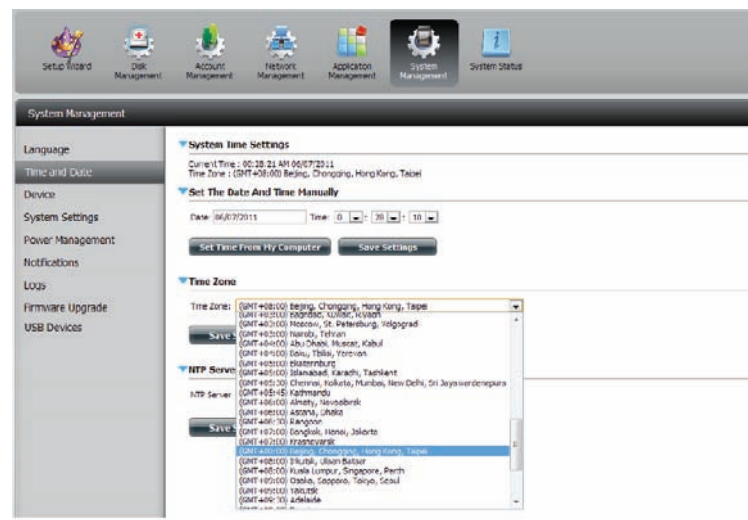 Setup Wizard
Disk Management
Account Management
Network Management
Application Management
System Management
System Status
System Management
Language
Time and Date
Device
System Settings
Power Management
Notifications
Logs
Firmware Upgrade
USB Devices
System Time Settings
Current Time : 00:28:21 AM 06/07/2011
Time Zone : (GMT+08:00) Beijing, Chongqing, Hong Kong, Taipei
Set The Date And Time Manually
Date: 06/07/2011 Time: 0 : 28 : 10
Set Time From My Computer Save Settings
Time Zone
Time Zone: (GMT+08:00) Beijing, Chongqing, Hong Kong, Taipei
(GMT+03:00) Baghdad, Kuwait, Riyadh
(GMT+03:00) Moscow, St. Petersburg, Volgograd
(GMT+03:00) Nairobi, Tehran
(GMT+04:00) Abu Dhabi, Muscat, Kabul
(GMT+04:00) Baku, Tbilisi, Yerevan
(GMT+05:00) Ekaterinburg
(GMT+05:00) Islamabad, Karachi, Tashkent
(GMT+05:30) Chennai, Kolkata, Mumbai, New Delhi, Sri Jayawardenepura
(GMT+05:45) Kathmandu
(GMT+06:00) Almaty, Novosibirsk
(GMT+06:00) Astana, Dhaka
(GMT+06:30) Rangoon
(GMT+07:00) Bangkok, Hanoi, Jakarta
(GMT+07:00) Krasnoyarsk
(GMT+08:00) Beijing, Chongqing, Hong Kong, Taipei
(GMT+08:00) Irkutsk, Ulaan Bataar
(GMT+08:00) Kuala Lumpur, Singapore, Perth
(GMT+09:00) Osaka, Sapporo, Tokyo, Seoul
(GMT+09:00) Yakutsk
(GMT+09:30) Adelaide
Save S
NTP Serve
NTP Server
Save S